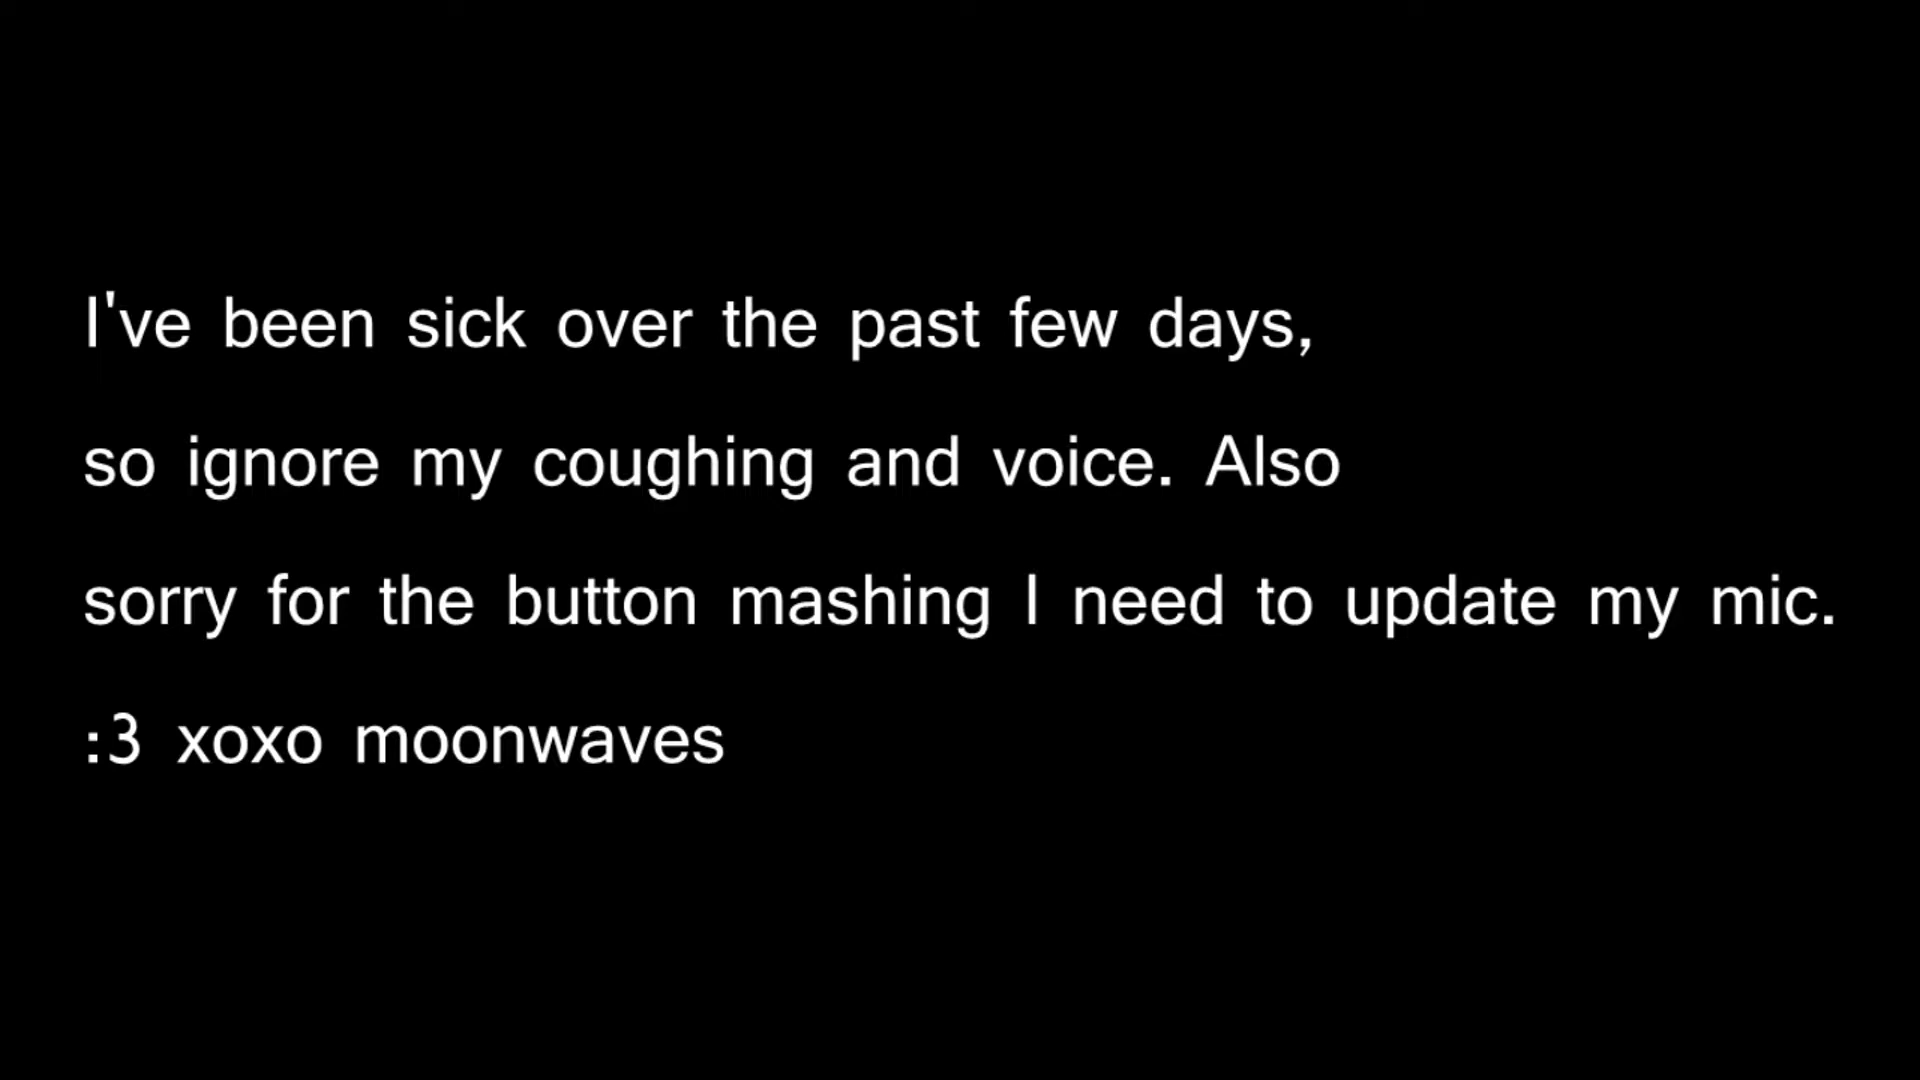 I've been sick over the past few days,
so ignore my coughing and voice. Also
sorry for the button mashing I need to update my mic.
:3 xoxo moonwaves